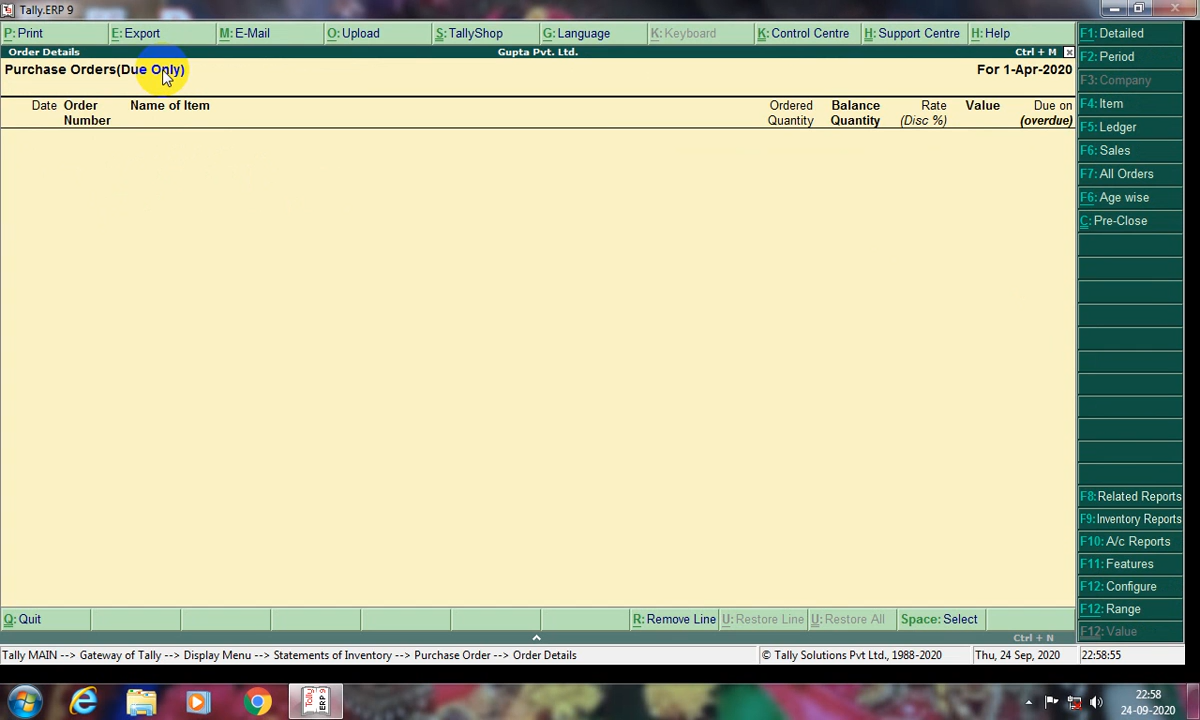 Tally.ERP 9
P: Print
E: Export
M: E-Mail
O: Upload
S: TallyShop
G: Language
K: Keyboard
K: Control Centre
H: Support Centre
H: Help
Order Details
Gupta Pvt. Ltd.
Ctrl + M
Purchase Orders(Due Only)
For 1-Apr-2020
Date Order Number
Name of Item
Ordered Quantity
Balance Quantity
Rate (Disc %)
Value
Due on (overdue)
F1: Detailed
F2: Period
F3: Company
F4: Item
F5: Ledger
F6: Sales
F7: All Orders
F6: Age wise
C: Pre-Close
F8: Related Reports
F9: Inventory Reports
F10: A/c Reports
F11: Features
F12: Configure
F12: Range
F12: Value
Q: Quit
R: Remove Line
U: Restore Line
U: Restore All
Space: Select
Ctrl + N
Tally MAIN --> Gateway of Tally --> Display Menu --> Statements of Inventory --> Purchase Order --> Order Details
© Tally Solutions Pvt Ltd., 1988-2020
Thu, 24 Sep, 2020
22:58:55
Tally ERP 9
22:58
24-09-2020